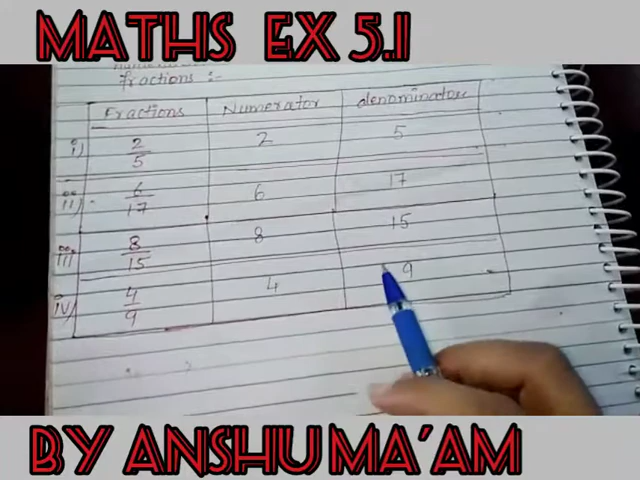 MATHS EX 5.1
fractions :-
Fractions Numerator denominator
i) 2/5 2 5
ii) 6/17 6 17
iii) 8/15 8 15
iv) 4/9 4 9
BY ANSHU MA'AM